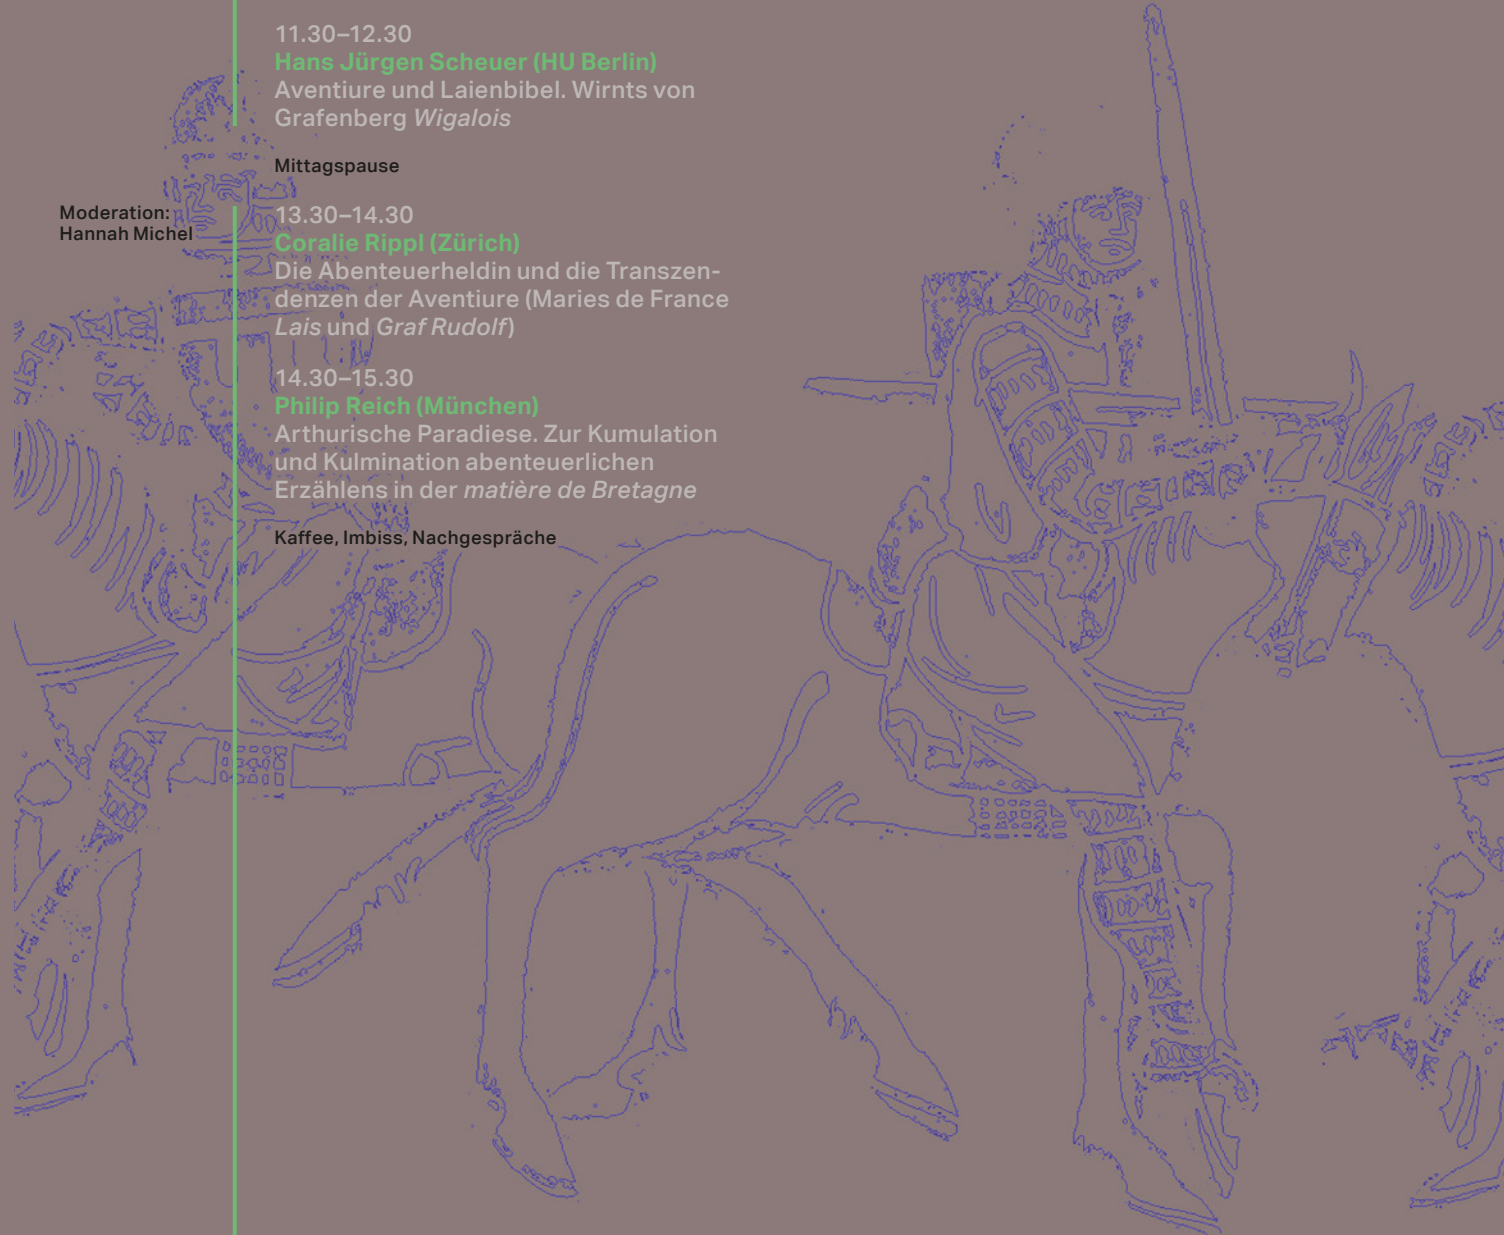 11.30–12.30
Hans Jürgen Scheuer (HU Berlin)
Aventiure und Laienbibel. Wirnts von
Grafenberg Wigalois
Mittagspause
Moderation:
Hannah Michel
13.30–14.30
Coralie Rippl (Zürich)
Die Abenteuerheldin und die Transzen-
denzen der Aventiure (Maries de France
Lais und Graf Rudolf)
14.30–15.30
Philip Reich (München)
Arthurische Paradiese. Zur Kumulation
und Kulmination abenteuerlichen
Erzählens in der matière de Bretagne
Kaffee, Imbiss, Nachgespräche